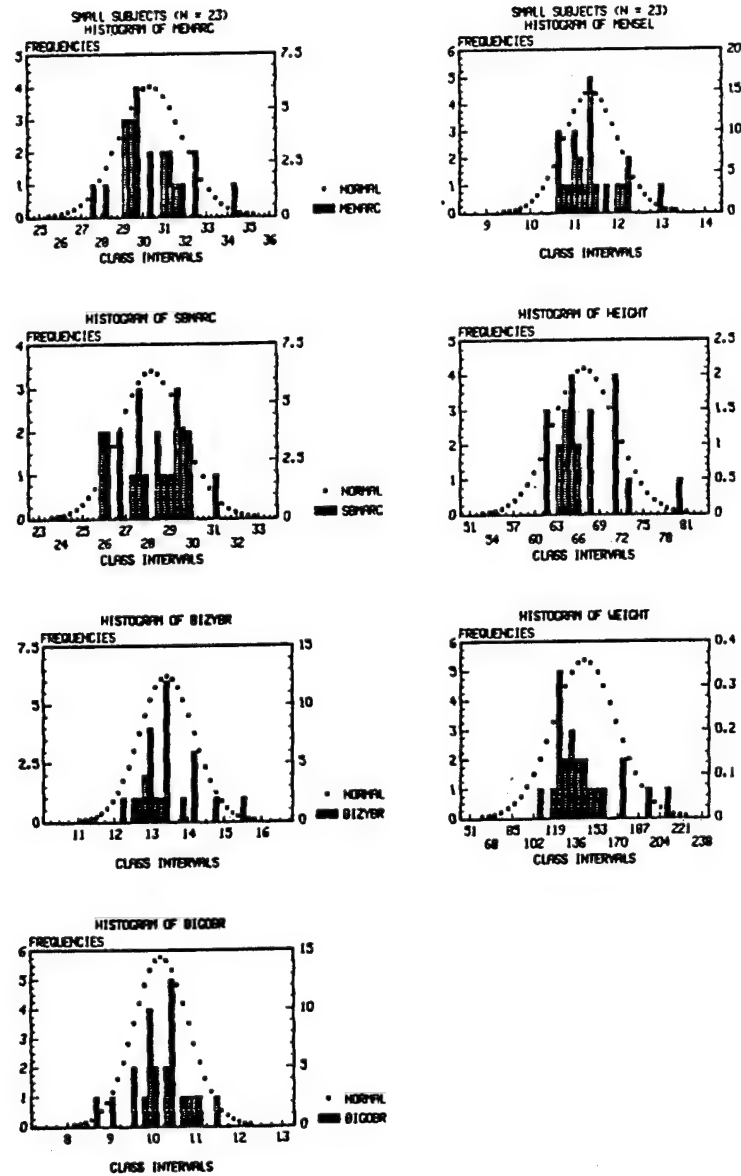 SMALL SUBJECTS (N = 23)
HISTOGRAM OF MENARC
FREQUENCIES
5 4 3 2 1 0
7.5 5 2.5 0
25 26 27 28 29 30 31 32 33 34 35 36
CLASS INTERVALS
NORMAL
MENARC
SMALL SUBJECTS (N = 23)
HISTOGRAM OF MENSEL
FREQUENCIES
6 5 4 3 2 1 0
20 15 10 5 0
9 10 11 12 13 14
CLASS INTERVALS
HISTOGRAM OF SBMARC
FREQUENCIES
4 3 2 1 0
7.5 5 2.5 0
23 24 25 26 27 28 29 30 31 32 33
CLASS INTERVALS
NORMAL
SBMARC
HISTOGRAM OF HEIGHT
FREQUENCIES
5 4 3 2 1 0
2.5 2 1.5 1 0.5 0
51 54 57 60 63 66 69 72 75 78 81
CLASS INTERVALS
HISTOGRAM OF BIZYBR
FREQUENCIES
7.5 5 2.5 0
15 10 5 0
11 12 13 14 15 16
CLASS INTERVALS
NORMAL
BIZYBR
HISTOGRAM OF WEIGHT
FREQUENCIES
6 5 4 3 2 1 0
0.4 0.3 0.2 0.1 0
51 68 85 102 119 136 153 170 187 204 221 238
CLASS INTERVALS
HISTOGRAM OF BIGOBR
FREQUENCIES
6 5 4 3 2 1 0
15 10 5 0
8 9 10 11 12 13
CLASS INTERVALS
NORMAL
BIGOBR